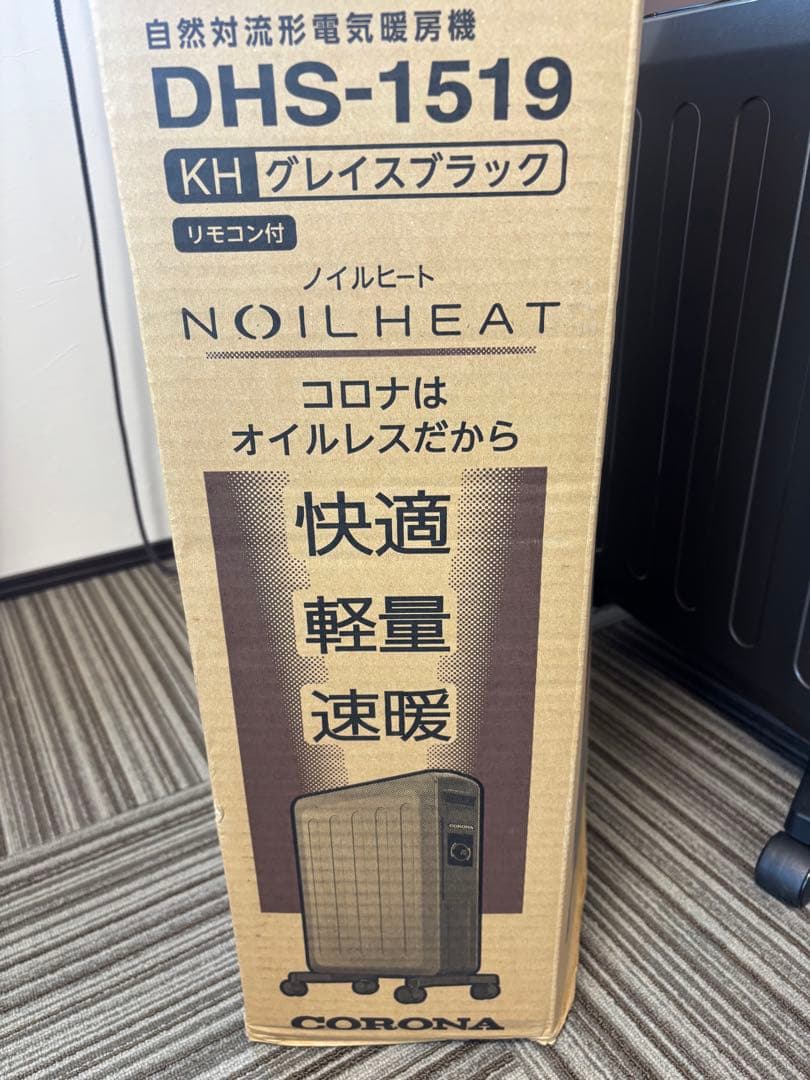 自然対流形電気暖房機
DHS-1519
KH グレイスブラック
リモコン付
ノイルヒート
NOILHEAT
コロナは
オイルレスだから
快適
軽量
速暖
CORONA
CORONA